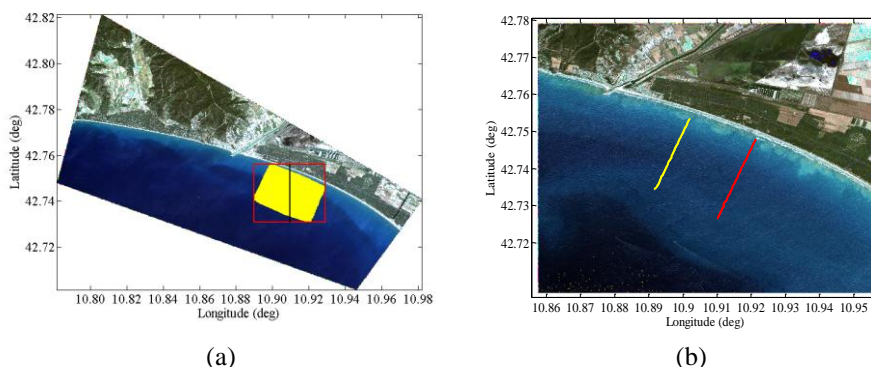 42.82
42.80
42.78
42.76
42.74
42.72
Latitude (deg)
10.80 10.82 10.84 10.86 10.88 10.90 10.92 10.94 10.96 10.98
Longitude (deg)
(a)
42.78
42.77
42.76
42.75
42.74
42.73
42.72
Latitude (deg)
10.86 10.87 10.88 10.89 10.9 10.91 10.92 10.93 10.94 10.95
Longitude (deg)
(b)